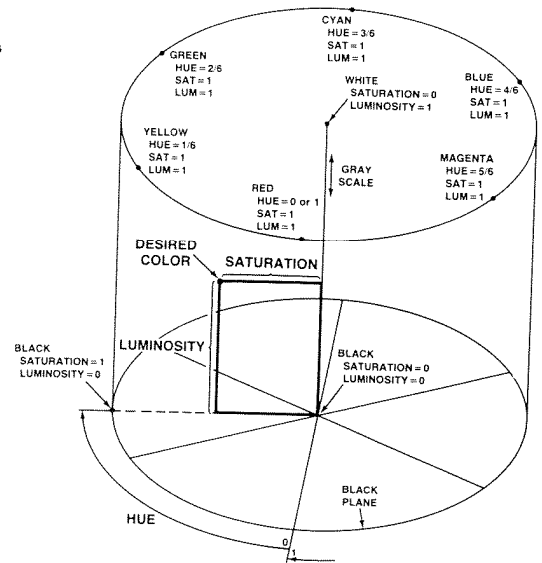 CYAN
HUE = 3/6
SAT = 1
LUM = 1
GREEN
HUE = 2/6
SAT = 1
LUM = 1
WHITE
SATURATION = 0
LUMINOSITY = 1
BLUE
HUE = 4/6
SAT = 1
LUM = 1
YELLOW
HUE = 1/6
SAT = 1
LUM = 1
GRAY
SCALE
MAGENTA
HUE = 5/6
SAT = 1
LUM = 1
RED
HUE = 0 or 1
SAT = 1
LUM = 1
DESIRED
COLOR
SATURATION
LUMINOSITY
BLACK
SATURATION = 1
LUMINOSITY = 0
BLACK
SATURATION = 0
LUMINOSITY = 0
BLACK
PLANE
HUE
0
1